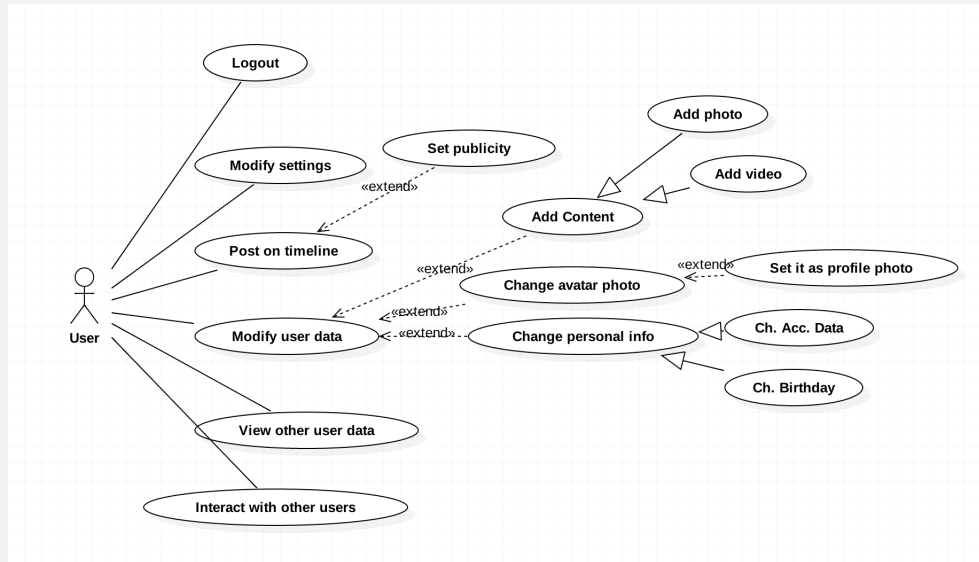 Logout
Add photo
Set publicity
Modify settings
Add video
«extend»
Add Content
Post on timeline
«extend»
«extend»
Set it as profile photo
Change avatar photo
«extend»
User
Modify user data
«extend»
Change personal info
Ch. Acc. Data
Ch. Birthday
View other user data
Interact with other users